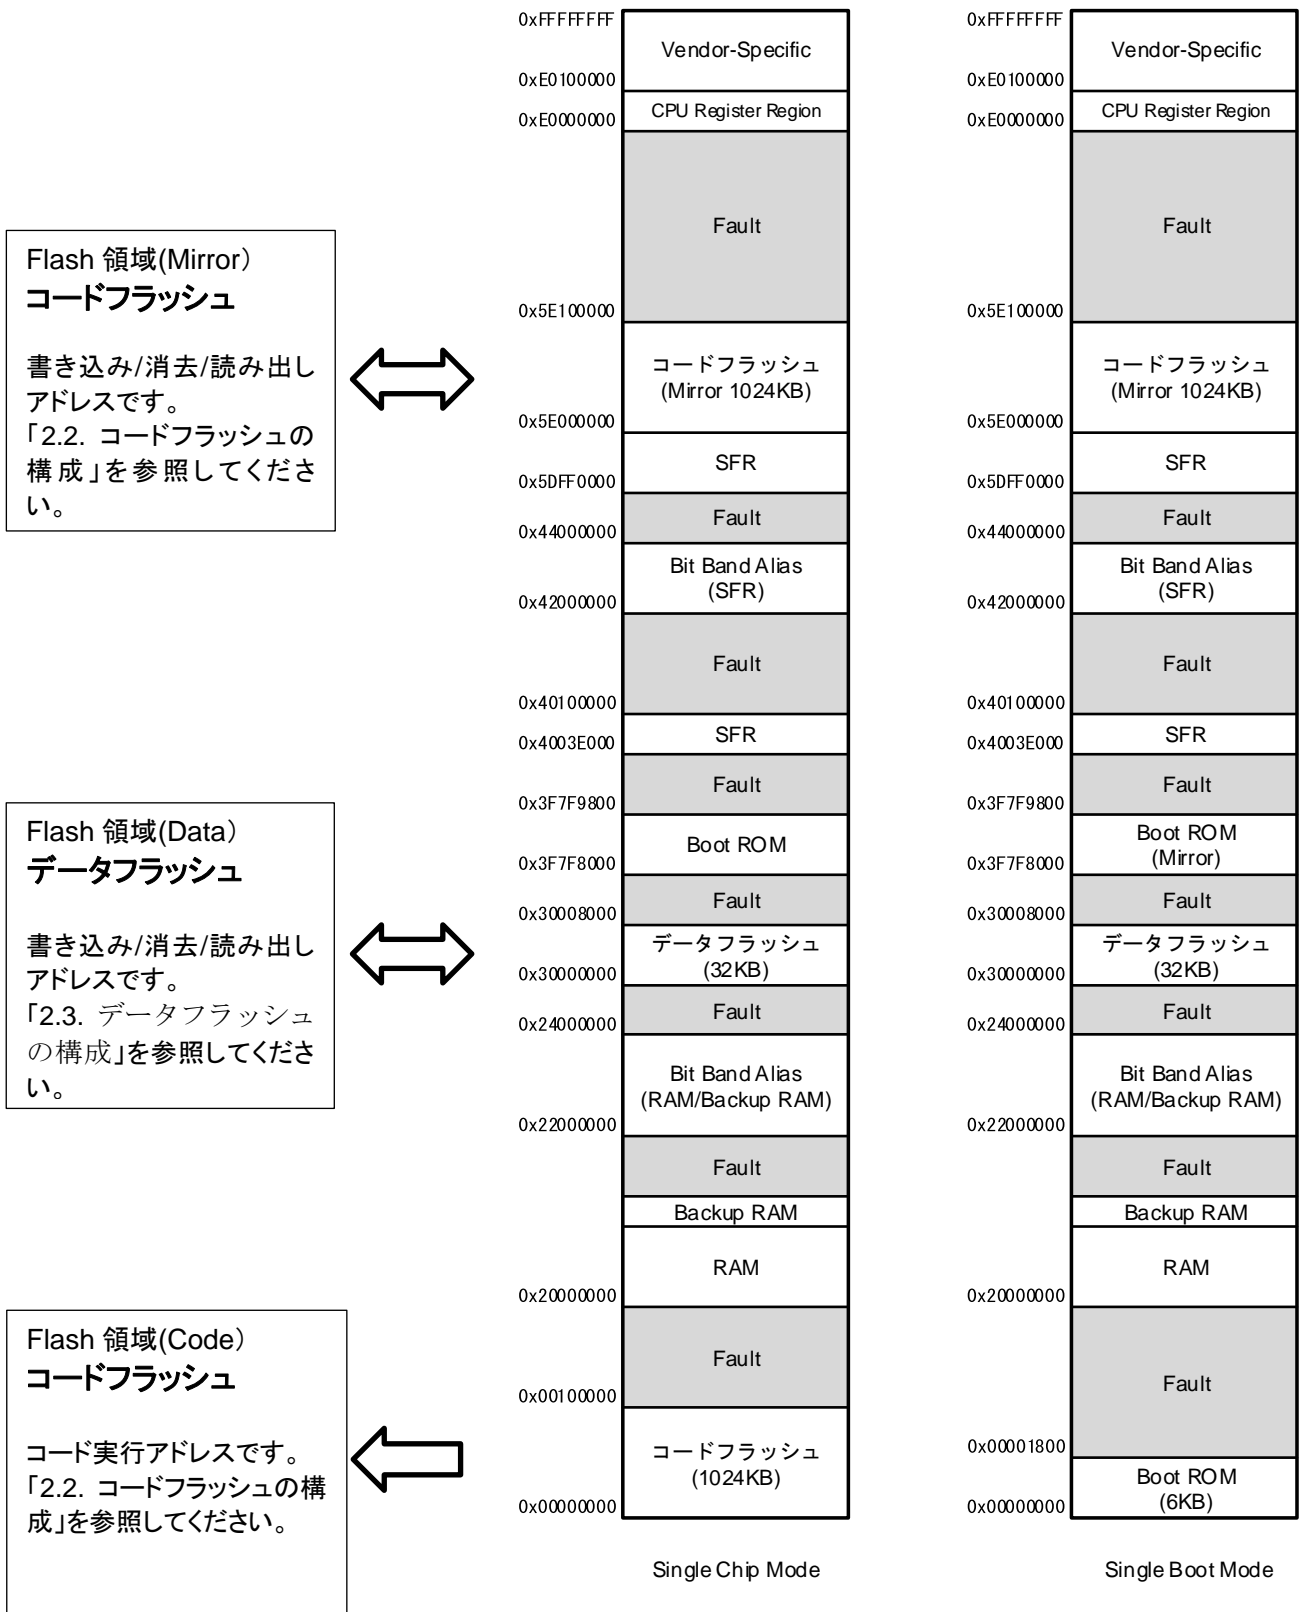 Flash 領域(Mirror）
コードフラッシュ
書き込み/消去/読み出し
アドレスです。
「2.2. コードフラッシュの
構成」を参照してくださ
い。
Flash 領域(Data）
データフラッシュ
書き込み/消去/読み出し
アドレスです。
「2.3. データフラッシュ
の構成」を参照してくださ
い。
Flash 領域(Code）
コードフラッシュ
コード実行アドレスです。
「2.2. コードフラッシュの構
成」を参照してください。
0xFFFFFFFF
Vendor-Specific
0xE0100000
CPU Register Region
0xE0000000
Fault
0x5E100000
コードフラッシュ
(Mirror 1024KB)
0x5E000000
SFR
0x5DFF0000
Fault
0x44000000
Bit Band Alias
(SFR)
0x42000000
Fault
0x40100000
SFR
0x4003E000
Fault
0x3F7F9800
Boot ROM
0x3F7F8000
Fault
0x30008000
データフラッシュ
(32KB)
0x30000000
Fault
0x24000000
Bit Band Alias
(RAM/Backup RAM)
0x22000000
Fault
Backup RAM
RAM
0x20000000
Fault
0x00100000
コードフラッシュ
(1024KB)
0x00000000
Single Chip Mode
0xFFFFFFFF
Vendor-Specific
0xE0100000
CPU Register Region
0xE0000000
Fault
0x5E100000
コードフラッシュ
(Mirror 1024KB)
0x5E000000
SFR
0x5DFF0000
Fault
0x44000000
Bit Band Alias
(SFR)
0x42000000
Fault
0x40100000
SFR
0x4003E000
Fault
0x3F7F9800
Boot ROM
(Mirror)
0x3F7F8000
Fault
0x30008000
データフラッシュ
(32KB)
0x30000000
Fault
0x24000000
Bit Band Alias
(RAM/Backup RAM)
0x22000000
Fault
Backup RAM
RAM
0x20000000
Fault
0x00001800
Boot ROM
(6KB)
0x00000000
Single Boot Mode